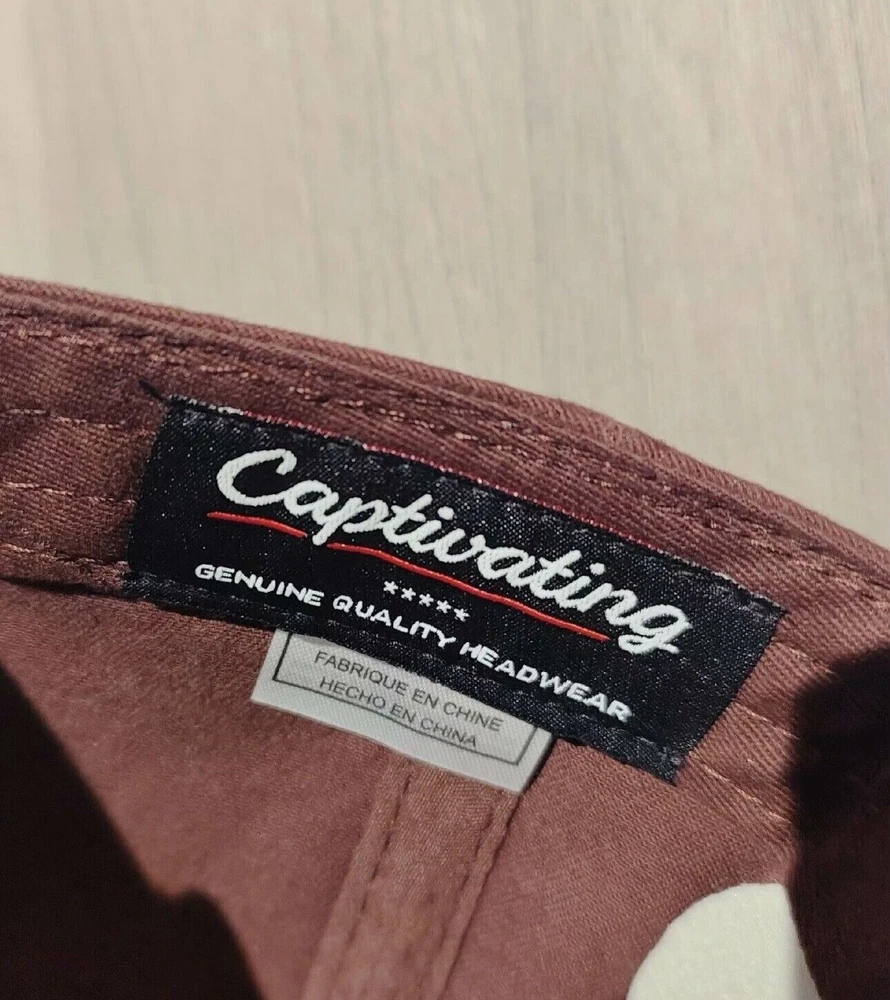 Captivating
*****
GENUINE QUALITY HEADWEAR
FABRIQUE EN CHINE
HECHO EN CHINA